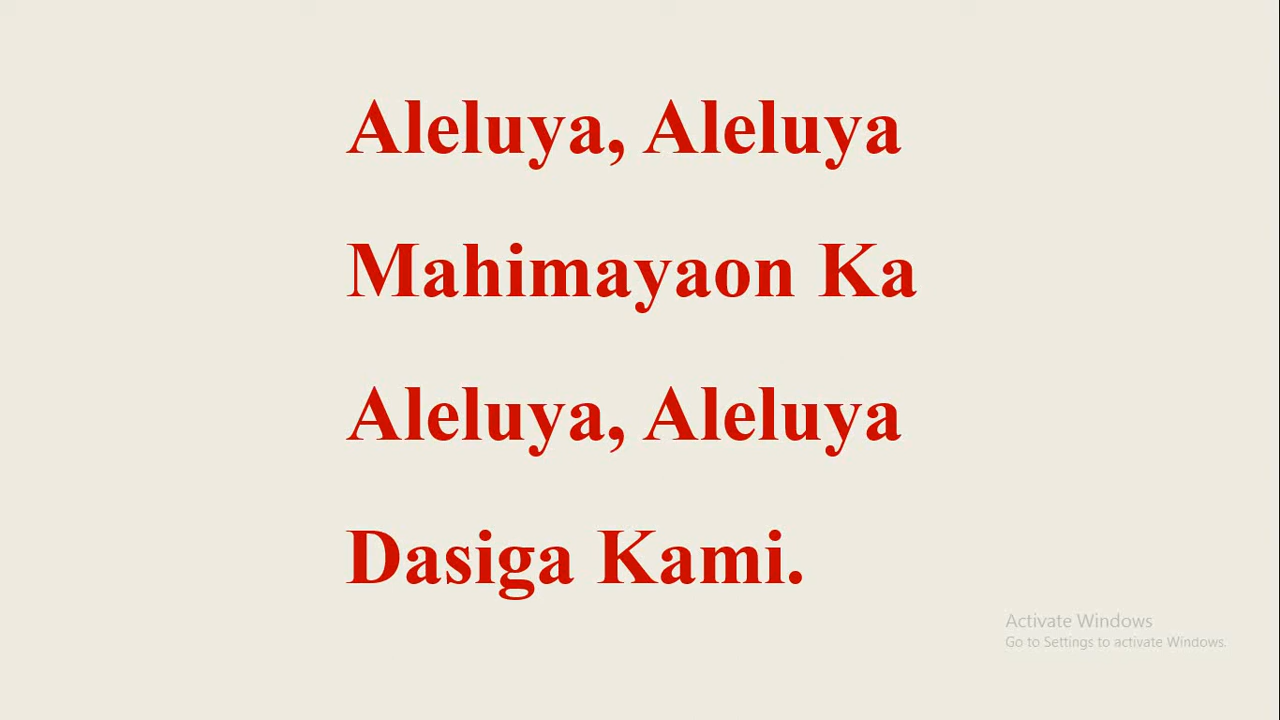 Aleluya, Aleluya
Mahimayaon Ka
Aleluya, Aleluya
Dasiga Kami.
Activate Windows
Go to Settings to activate Windows.